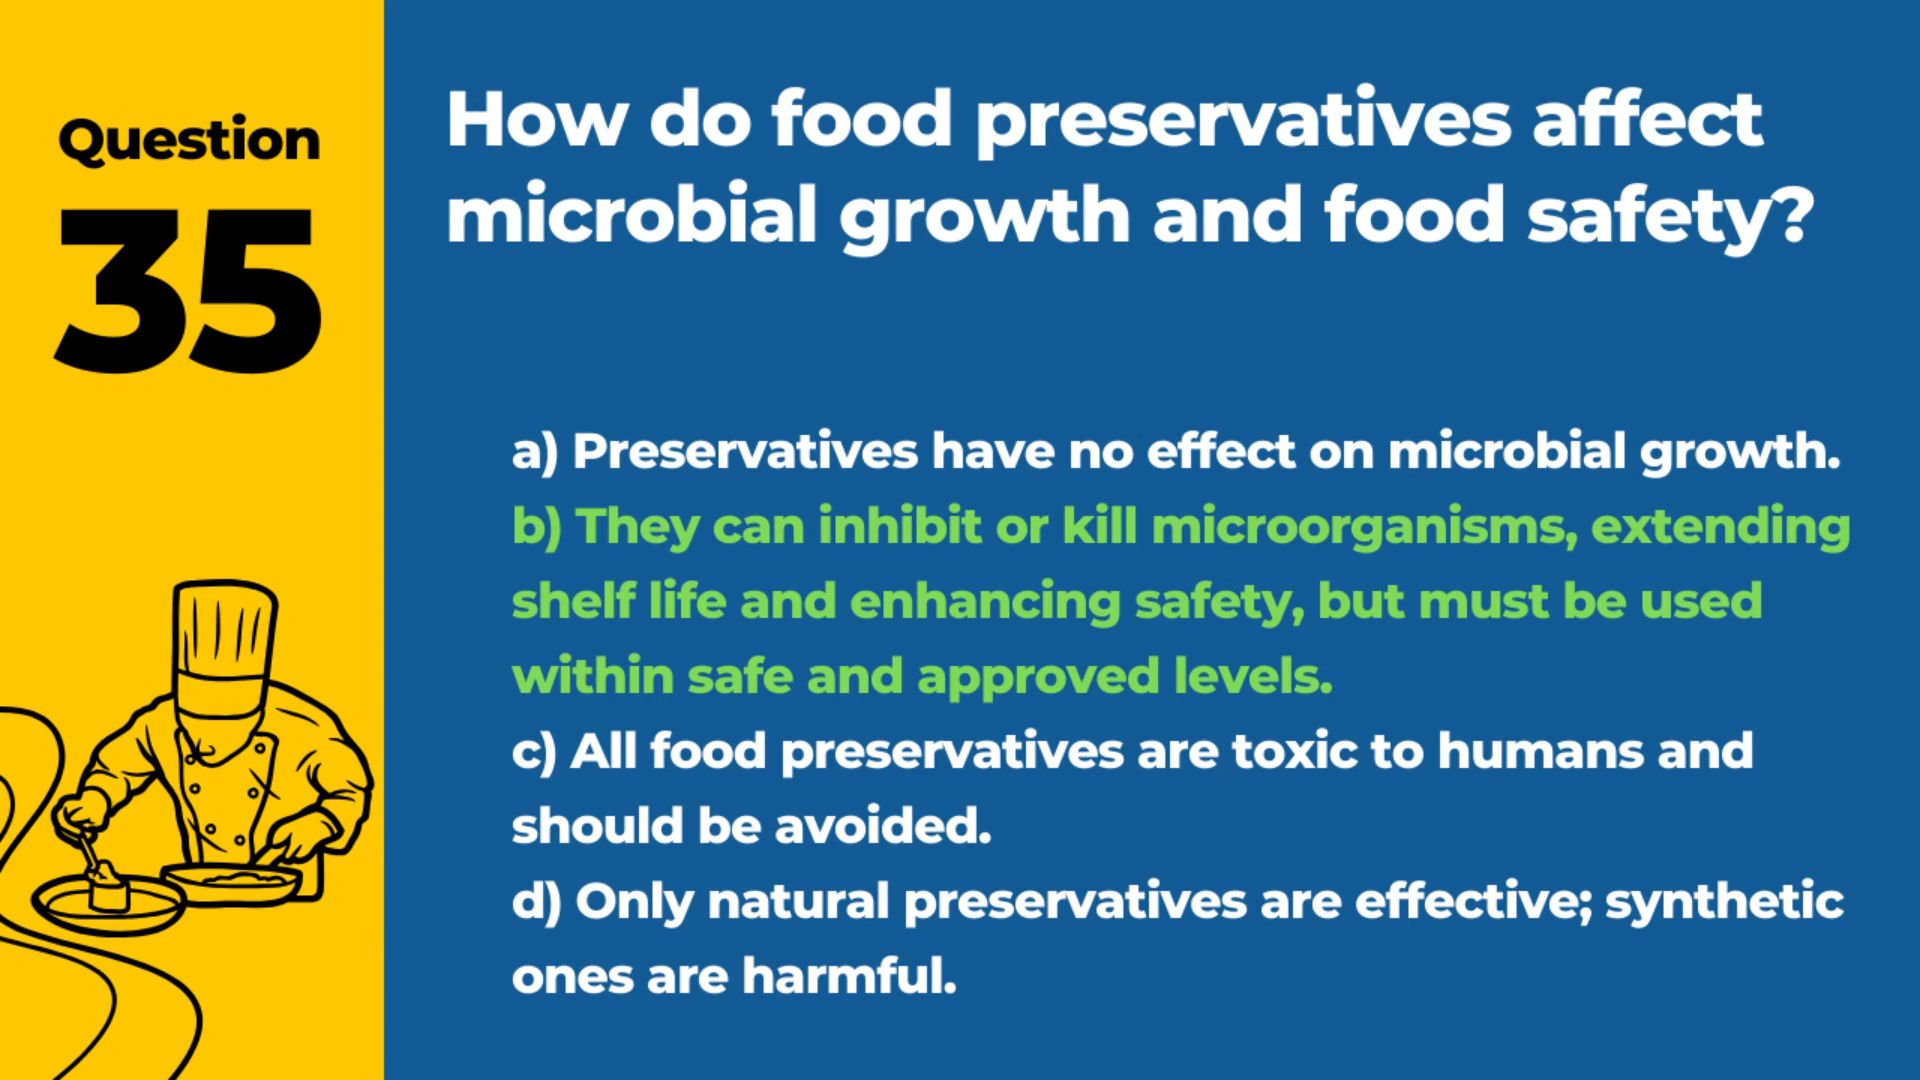 Question
35
How do food preservatives affect
microbial growth and food safety?
a) Preservatives have no effect on microbial growth.
b) They can inhibit or kill microorganisms, extending
shelf life and enhancing safety, but must be used
within safe and approved levels.
c) All food preservatives are toxic to humans and
should be avoided.
d) Only natural preservatives are effective; synthetic
ones are harmful.